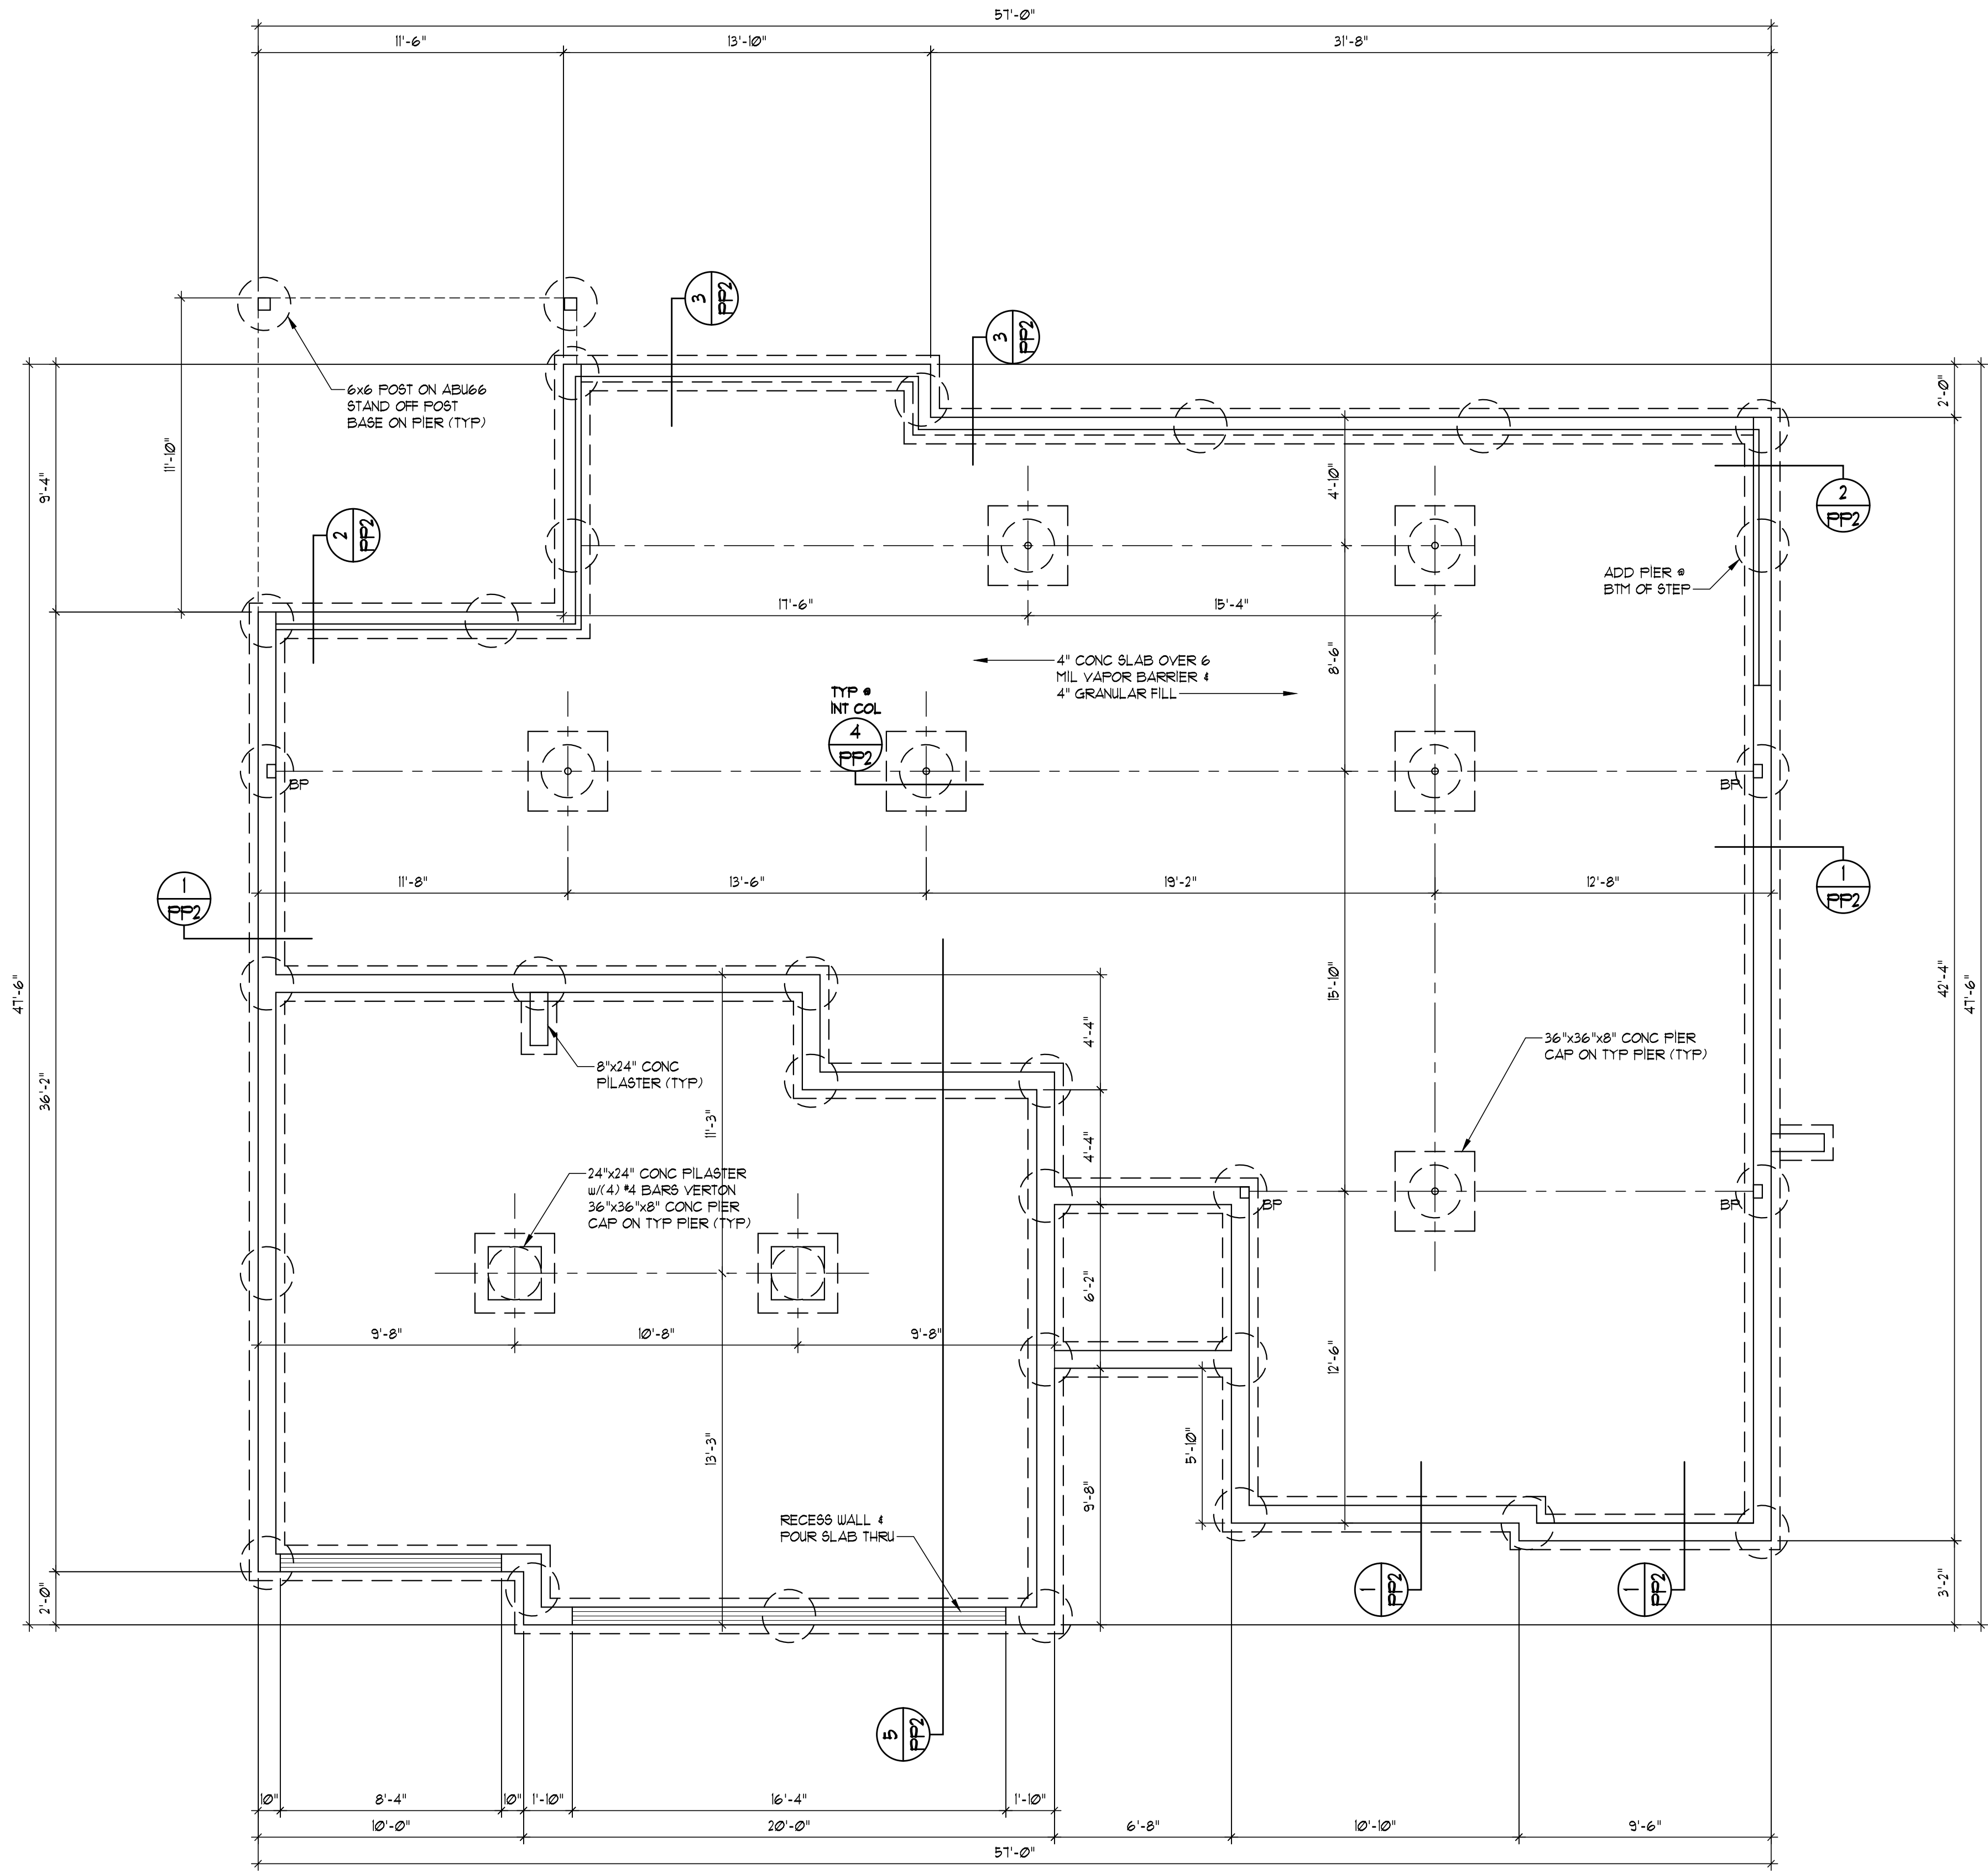 57'-0"
11'-6"
13'-10"
31'-8"
3
PP2
3
PP2
6x6 POST ON ABU66
STAND OFF POST
BASE ON PIER (TYP)
11'-10"
9'-4"
2'-0"
4'-10"
2
PP2
2
PP2
ADD PIER @
BTM OF STEP
17'-6"
15'-4"
8'-6"
4" CONC SLAB OVER 6
MIL VAPOR BARRIER &
4" GRANULAR FILL
TYP @
INT COL
4
PP2
BP
BP
1
PP2
11'-8"
13'-6"
19'-2"
12'-8"
1
PP2
47'-6"
36'-2"
15'-10"
42'-4"
47'-6"
4'-4"
8"x24" CONC
PILASTER (TYP)
36"x36"x8" CONC PIER
CAP ON TYP PIER (TYP)
11'-3"
4'-4"
24"x24" CONC PILASTER
w/(4) #4 BARS VERTON
36"x36"x8" CONC PIER
CAP ON TYP PIER (TYP)
BP
BP
6'-2"
9'-8"
10'-8"
9'-8"
12'-6"
13'-3"
5'-10"
9'-8"
RECESS WALL &
POUR SLAB THRU
2'-0"
1
PP2
1
PP2
3'-2"
5
PP2
10"
8'-4"
10"
1'-10"
16'-4"
1'-10"
10'-0"
20'-0"
6'-8"
10'-10"
9'-6"
57'-0"